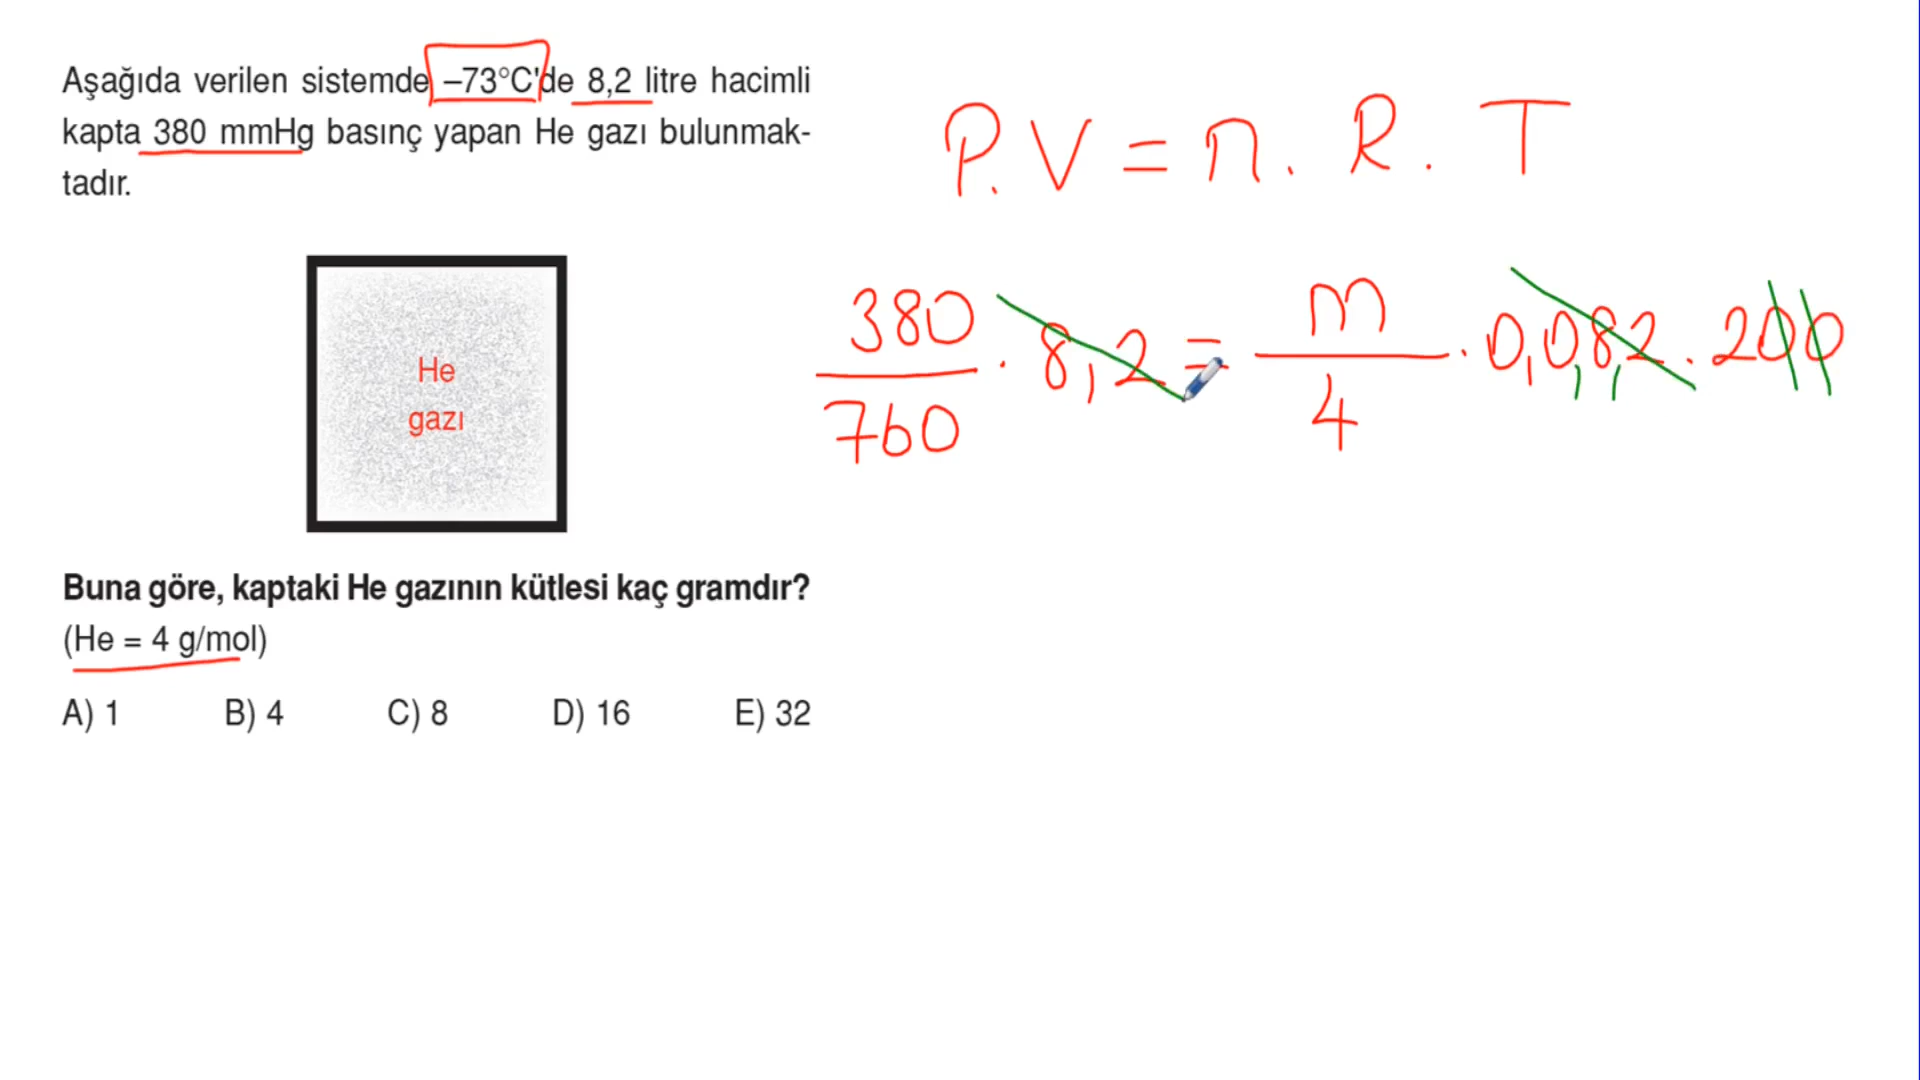 Aşağıda verilen sistemde –73°C'de 8,2 litre hacimli
kapta 380 mmHg basınç yapan He gazı bulunmak-
tadır.
He
gazı
Buna göre, kaptaki He gazının kütlesi kaç gramdır?
(He = 4 g/mol)
A) 1 B) 4 C) 8 D) 16 E) 32
P.V = n. R. T
380/760 . 8,2 = m/4 . 0,082 . 200